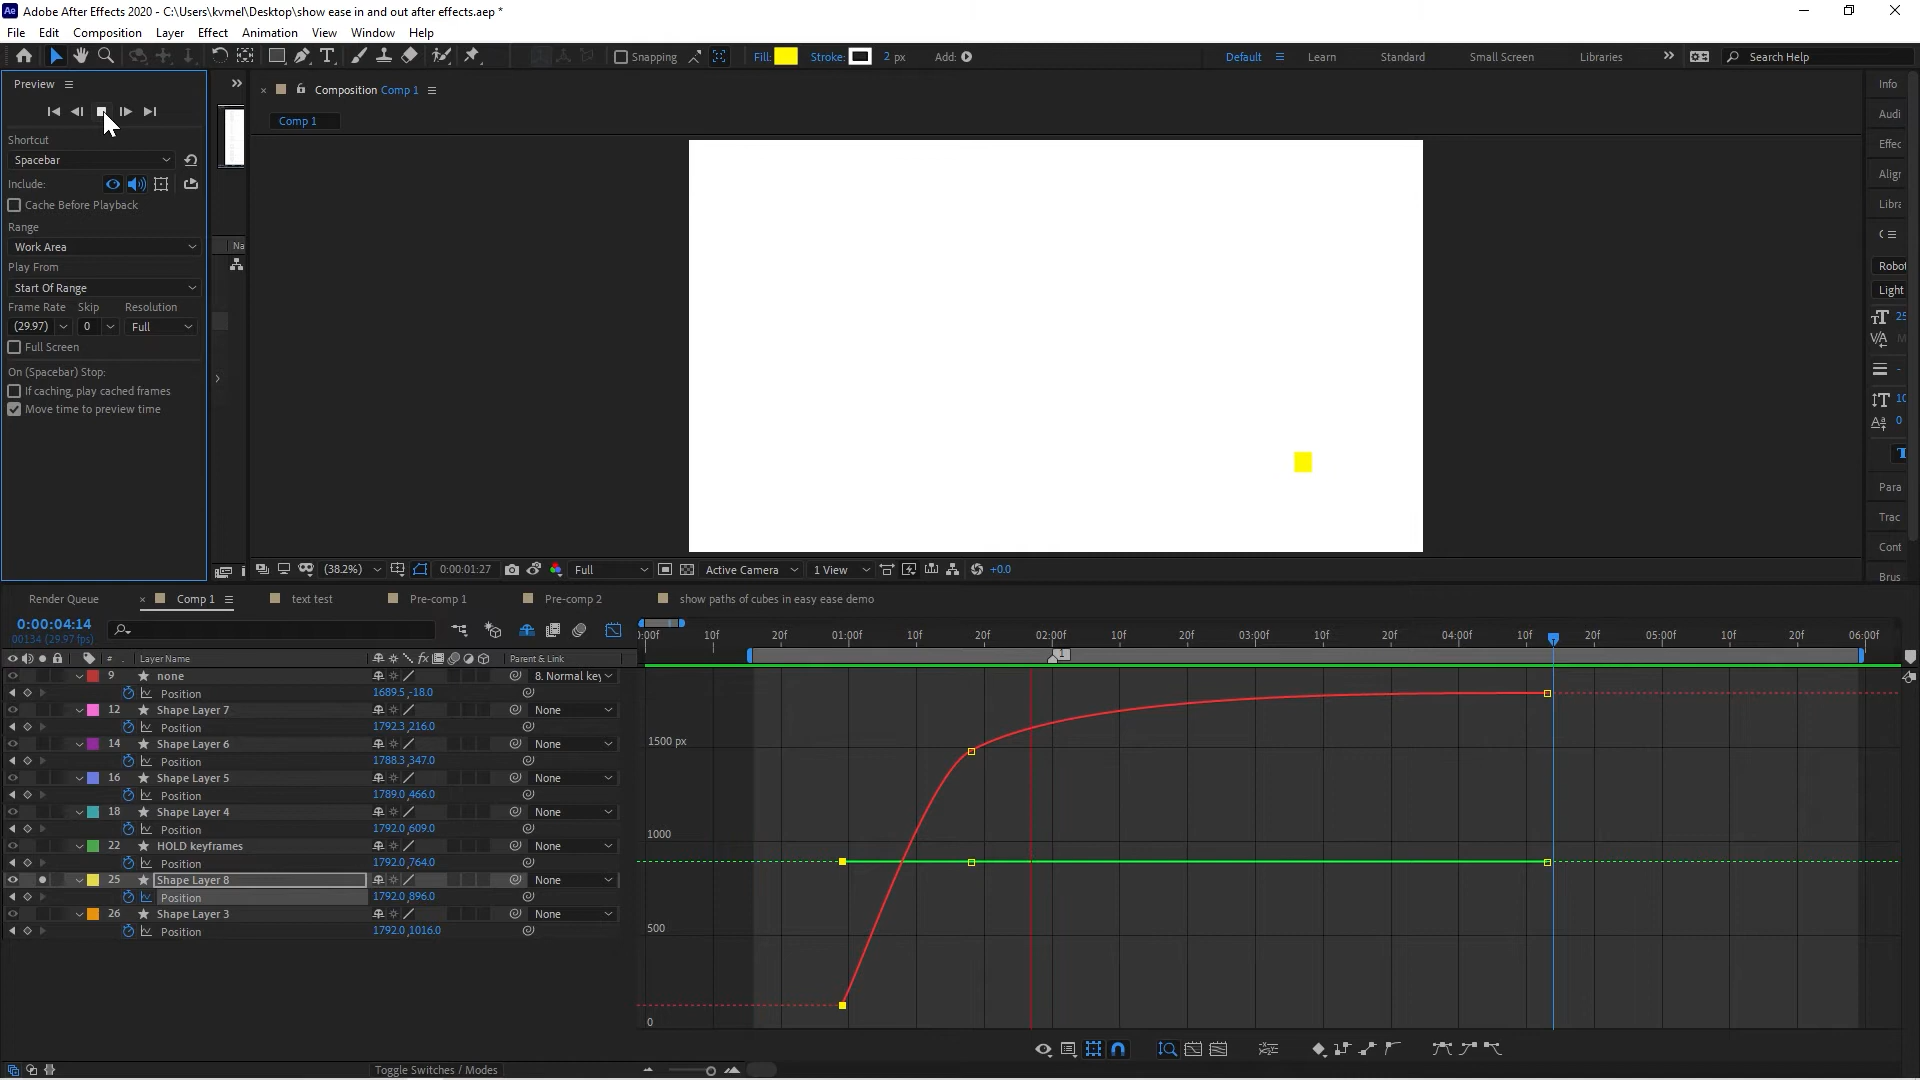 Adobe After Effects 2020 - C:\Users\kvmel\Desktop\show ease in and out after effects.aep *
File Edit Composition Layer Effect Animation View Window Help
Snapping Fill: Stroke: 2 px Add: Default Learn Standard Small Screen Libraries Search Help
Preview
Composition Comp 1
Comp 1
Shortcut
Spacebar
Include:
Cache Before Playback
Range
Work Area
Play From
Start Of Range
Frame Rate Skip Resolution
(29.97) 0 Full
Full Screen
On (Spacebar) Stop:
If caching, play cached frames
Move time to preview time
Na
Info
Audi
Effec
Align
Libra
Robot
Light
25
10
0
Para
Trac
Cont
Brus
(38.2%) 0:00:01:27 Full Active Camera 1 View +0.0
Render Queue Comp 1 text test Pre-comp 1 Pre-comp 2 show paths of cubes in easy ease demo
0:00:04:14
00134 (29.97 fps)
:00f 10f 20f 01:00f 10f 20f 02:00f 10f 20f 03:00f 10f 20f 04:00f 10f 20f 05:00f 10f 20f 06:00f
1
# Layer Name fx Parent & Link
9 none 8. Normal key
Position 1689.5,-18.0
12 Shape Layer 7 None
Position 1792.3,216.0
14 Shape Layer 6 None
Position 1788.3,347.0
16 Shape Layer 5 None
Position 1789.0,466.0
18 Shape Layer 4 None
Position 1792.0,609.0
22 HOLD keyframes None
Position 1792.0,764.0
25 Shape Layer 8 None
Position 1792.0,896.0
26 Shape Layer 3 None
Position 1792.0,1016.0
1500 px
1000
500
0
Toggle Switches / Modes